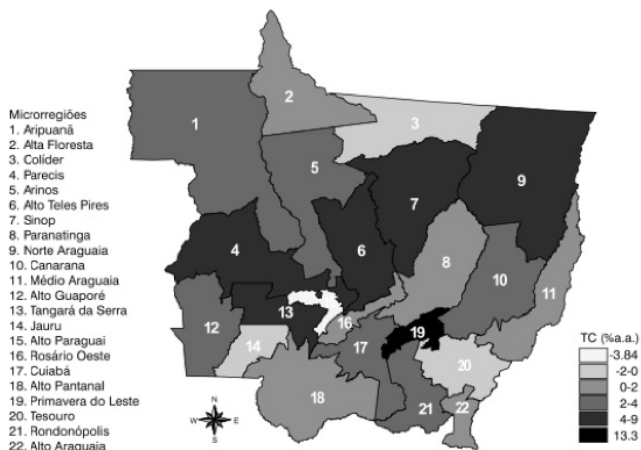 Microrregiões
1. Aripuanã
2. Alta Floresta
3. Colíder
4. Parecis
5. Arinos
6. Alto Teles Pires
7. Sinop
8. Paranatinga
9. Norte Araguaia
10. Canarana
11. Médio Araguaia
12. Alto Guaporé
13. Tangará da Serra
14. Jauru
15. Alto Paraguai
16. Rosário Oeste
17. Cuiabá
18. Alto Pantanal
19. Primavera do Leste
20. Tesouro
21. Rondonópolis
22. Alto Araguaia
2
1
3
5
9
7
4
6
8
10
11
13
16
12
19
14
17
20
18
21
22
N
W E
S
TC (%a.a.)
-3.84
-2-0
0-2
2-4
4-9
13.3